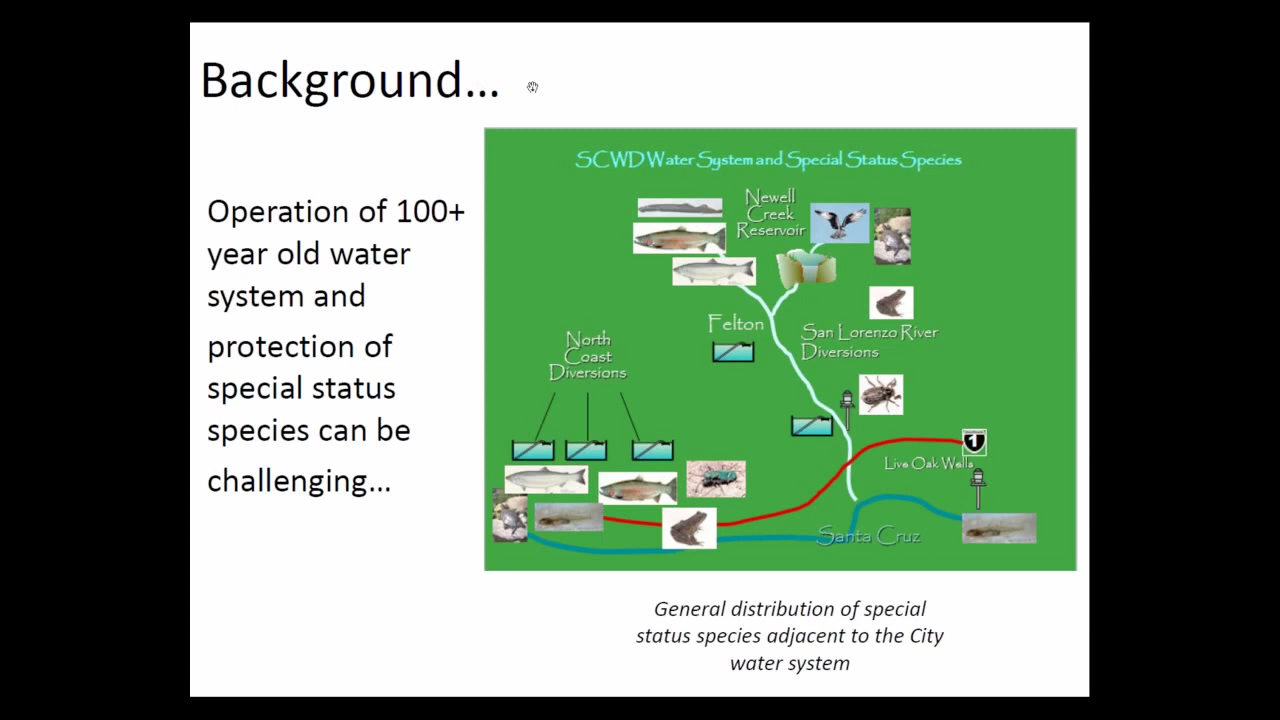 Background...
Operation of 100+
year old water
system and
protection of
special status
species can be
challenging...
SCWD Water System and Special Status Species
Newell
Creek
Reservoir
Felton
San Lorenzo River
Diversions
North
Coast
Diversions
1
Live Oak Wells
Santa Cruz
General distribution of special
status species adjacent to the City
water system